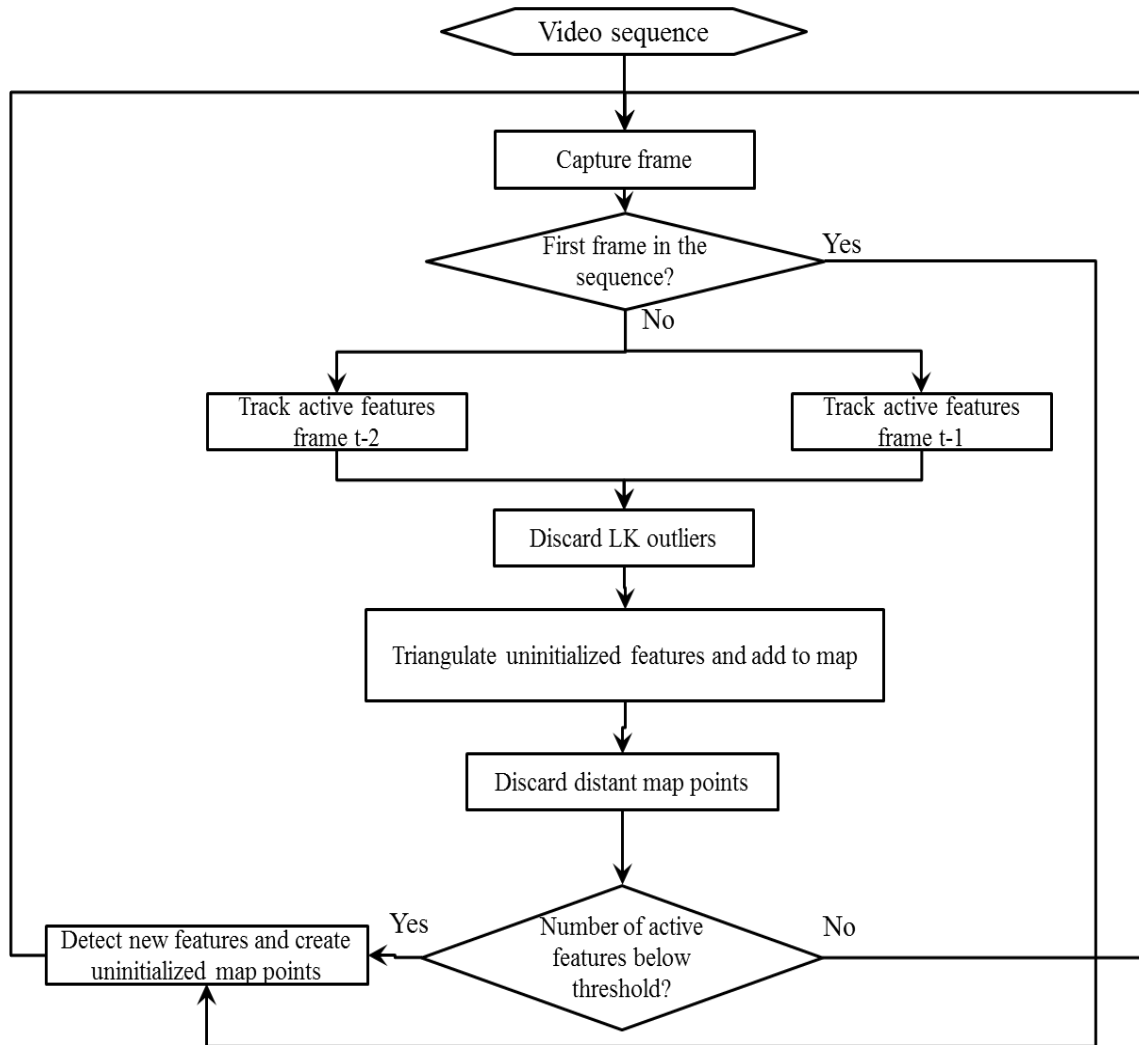 Video sequence
Capture frame
First frame in the
sequence?
Yes
No
Track active features
frame t-2
Track active features
frame t-1
Discard LK outliers
Triangulate uninitialized features and add to map
Discard distant map points
Number of active
features below
threshold?
Yes
No
Detect new features and create
uninitialized map points